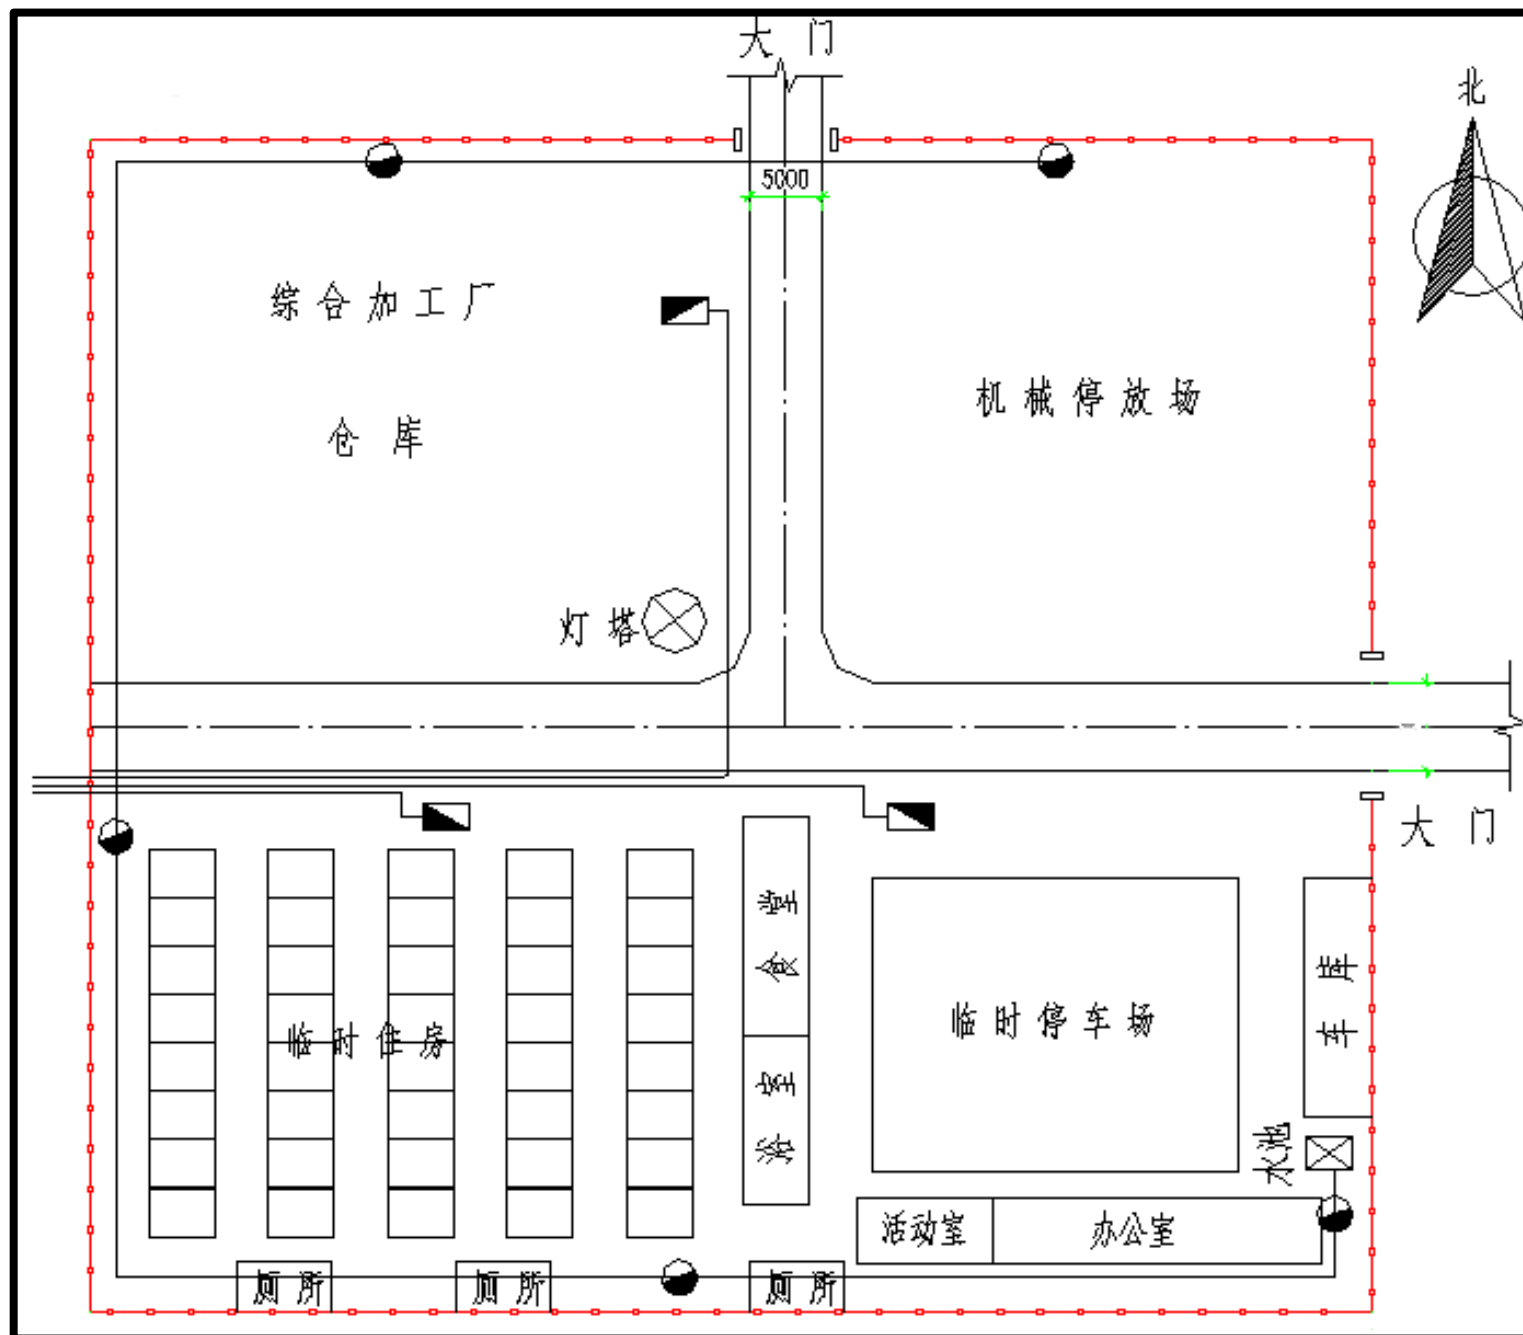 大 门
北
5000
综合加工厂
机械停放场
仓 库
灯 塔
大 门
食堂
车库
临时住房
临时停车场
浴室
水池
活动室
办公室
厕所
厕所
厕所